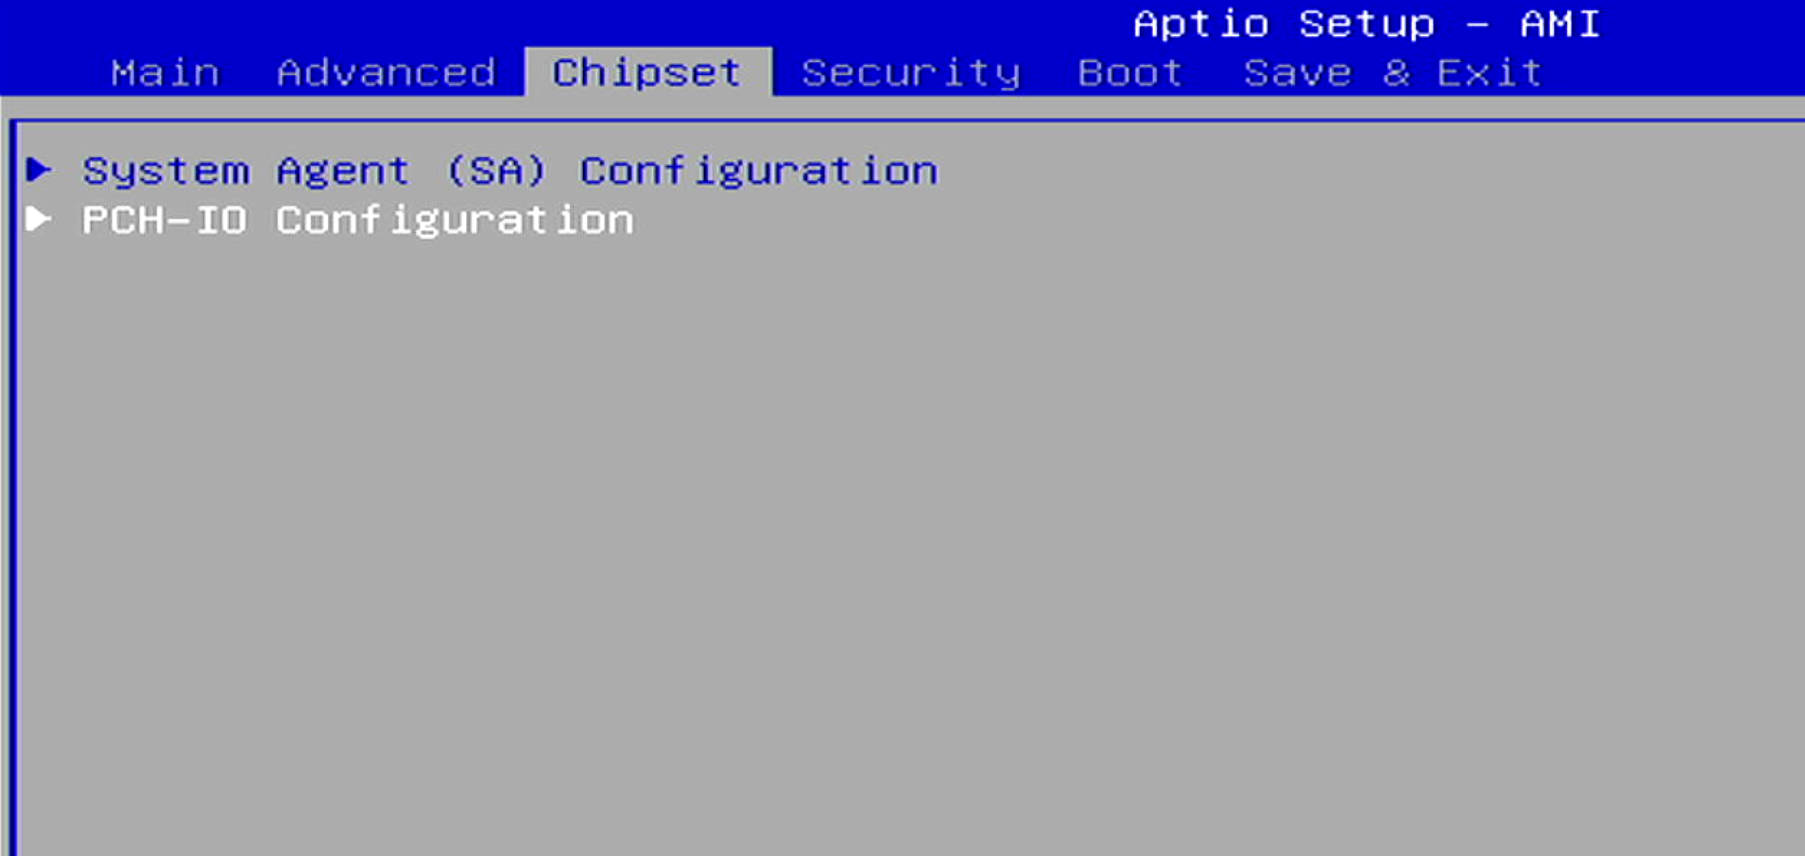 Aptio Setup - AMI
Main Advanced Chipset Security Boot Save & Exit
System Agent (SA) Configuration
PCH-IO Configuration